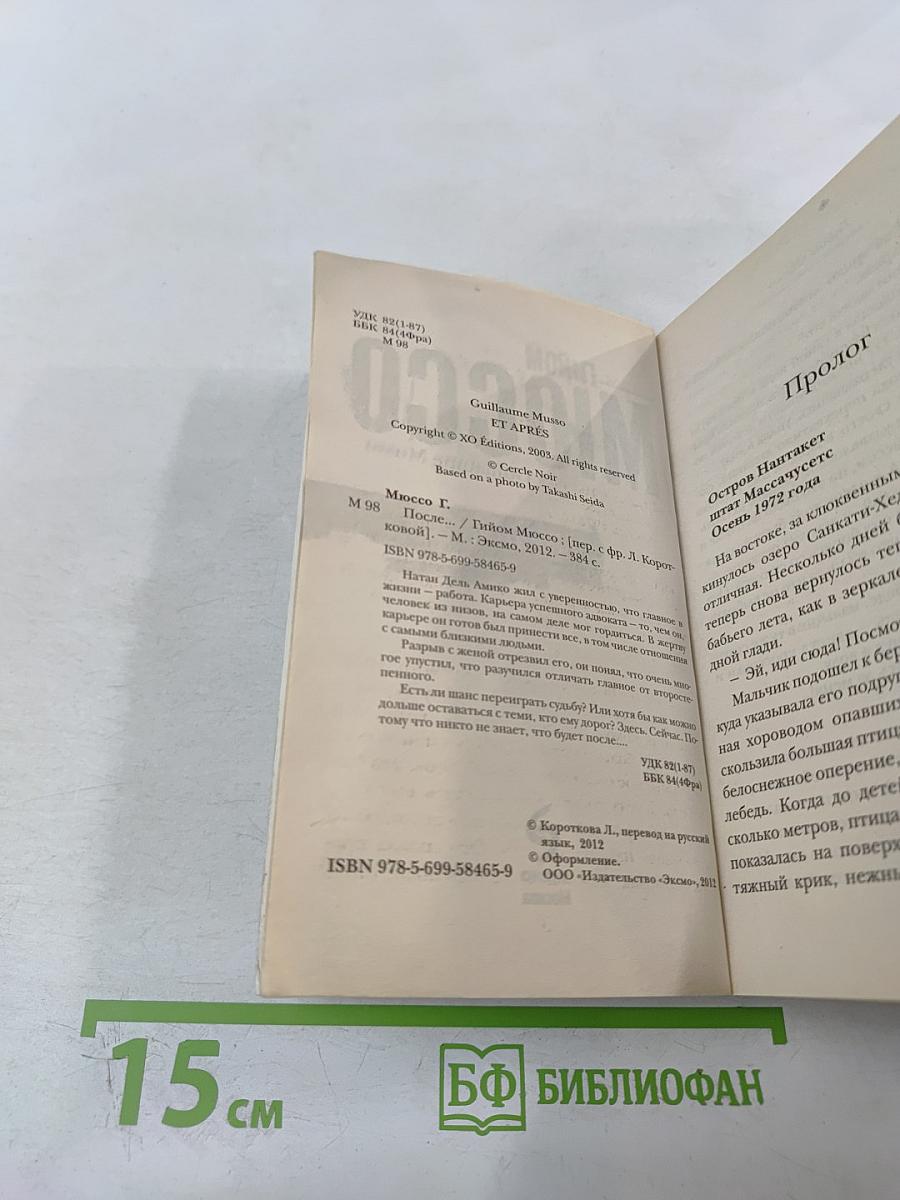 УДК 82(1-87)
ББК 84(4Фра)
М 98
Guillaume Musso
ET APRÉS
Copyright © XO Éditions, 2003. All rights reserved
© Cercle Noir
Based on a photo by Takashi Seida
Мюссо Г.
М 98 После... / Гийом Мюссо ; [пер. с фр. Л. Корот-
ковой]. – М. : Эксмо, 2012. – 384 с.
ISBN 978-5-699-58465-9
Натан Дель Амико жил с уверенностью, что главное в
жизни – работа. Карьера успешного адвоката – то, чем он,
человек из низов, на самом деле мог гордиться. В жертву
карьере он готов был принести все, в том числе отношения
с самыми близкими людьми.
Разрыв с женой отрезвил его, он понял, что очень мно-
гое упустил, что разучился отличать главное от второсте-
пенного.
Есть ли шанс переиграть судьбу? Или хотя бы как можно
дольше оставаться с теми, кто ему дорог? Здесь. Сейчас. По-
тому что никто не знает, что будет после....
УДК 82(1-87)
ББК 84(4Фра)
© Короткова Л., перевод на русский
язык, 2012
© Оформление.
ООО «Издательство «Эксмо», 2012
ISBN 978-5-699-58465-9
Пролог
Остров Нантакет
штат Массачусетс
Осень 1972 года
На востоке, за клюквенным
кинулось озеро Санкати-Хед
отличная. Несколько дней
теперь снова вернулось теп
бабьего лета, как в зеркале
дной глади.
– Эй, иди сюда! Посмот
Мальчик подошел к бер
куда указывала его подруг
ная хороводом опавших
скользила большая птица
белоснежное оперение,
лебедь. Когда до детей
сколько метров, птица
показалась на поверх
тяжный крик, нежны
15 см
БФ БИБЛИОФАН